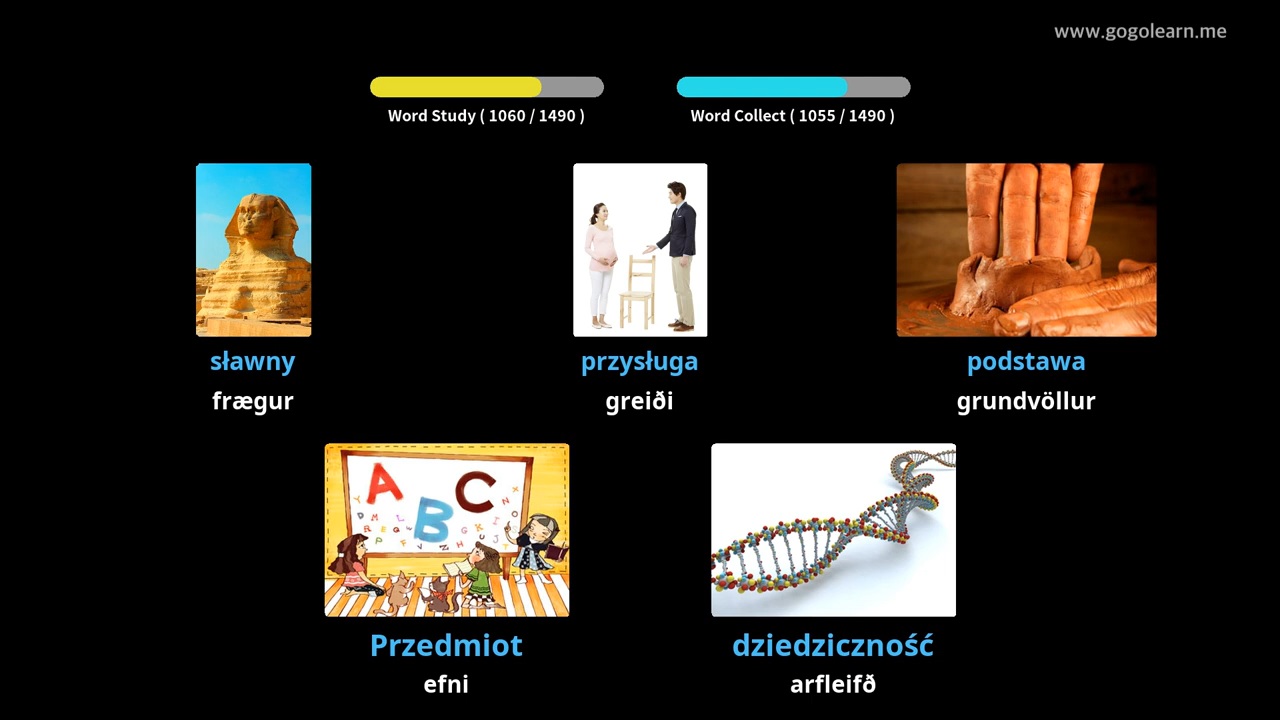 www.gogolearn.me
Word Study ( 1060 / 1490 )
Word Collect ( 1055 / 1490 )
sławny
przysługa
podstawa
frægur
greiði
grundvöllur
A B C
Przedmiot
dziedziczność
efni
arfleifð